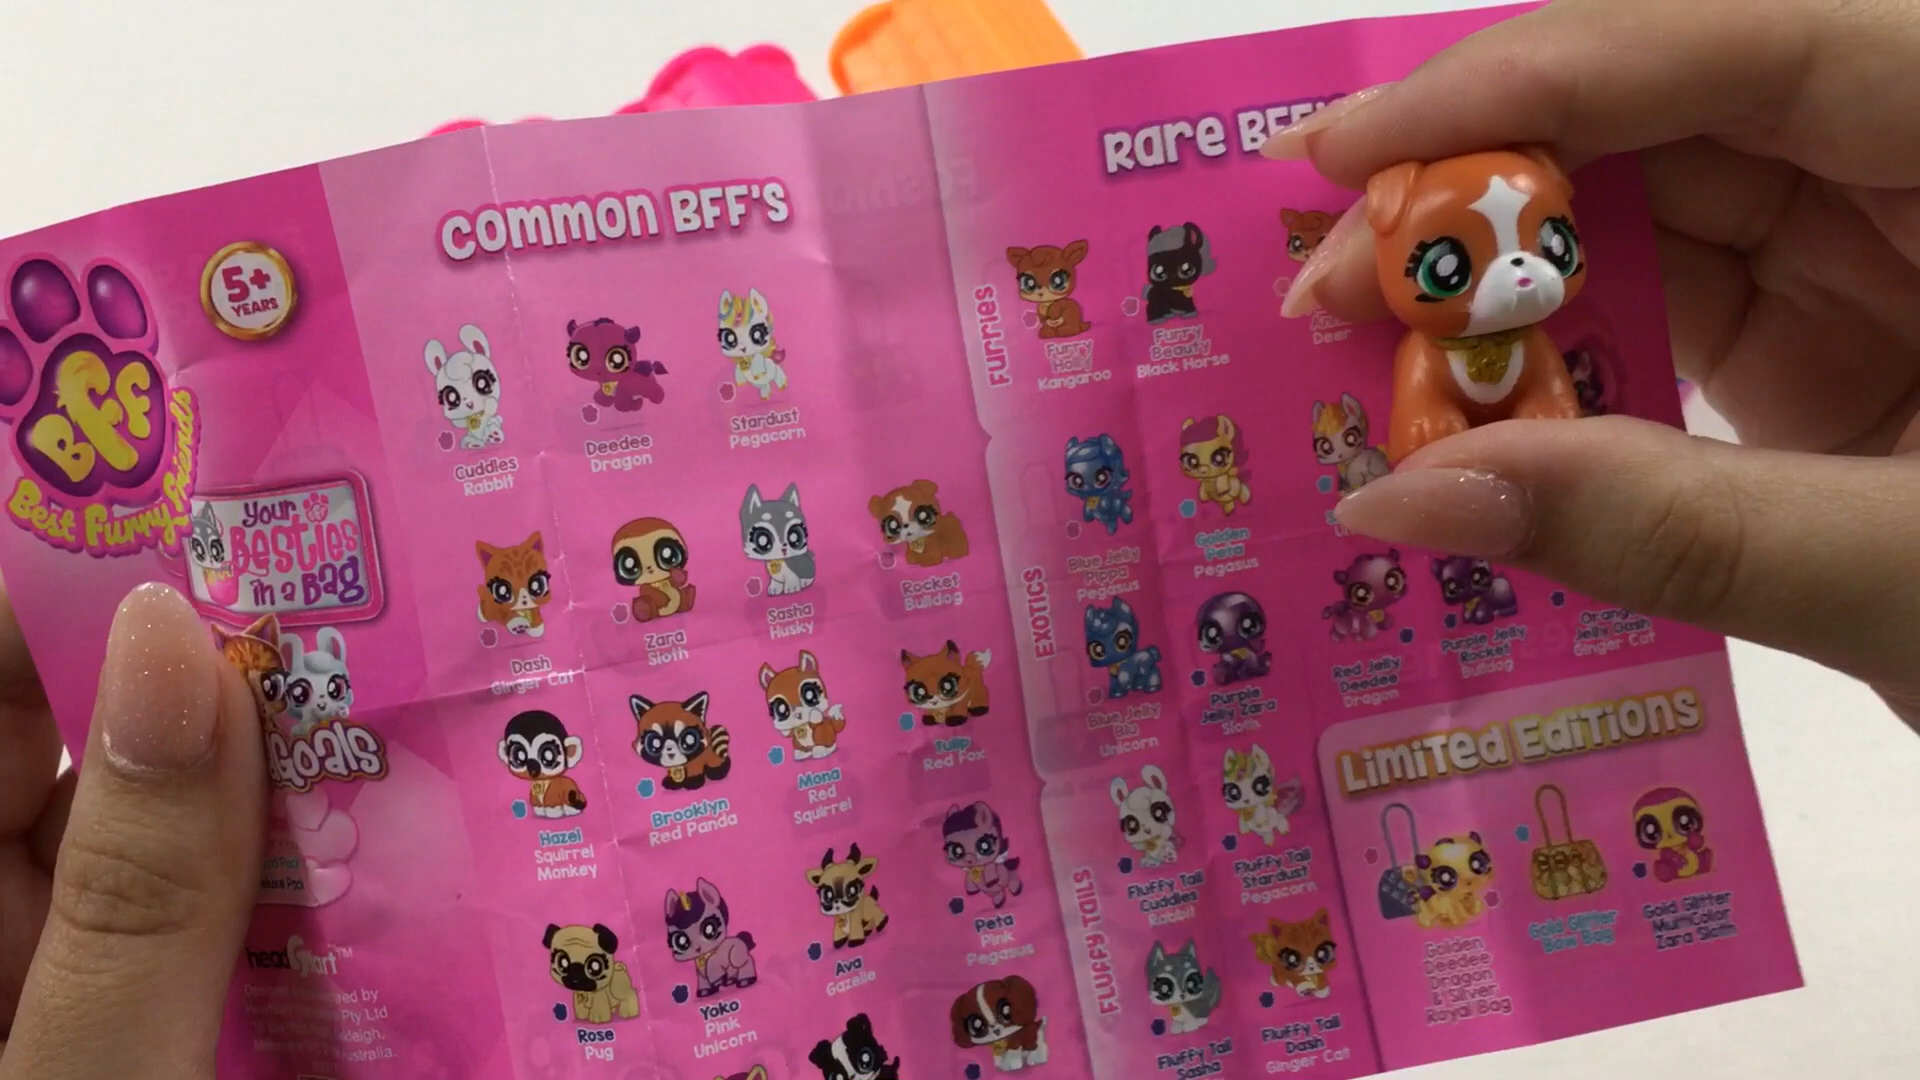 5+
YEARS
BFF
Best Furry Friends
Your
Besties
in a Bag
Goals
headSmart™
Pty Ltd
COMMON BFF'S
Cuddles
Rabbit
Deedee
Dragon
Stardust
Pegacorn
Dash
Ginger Cat
Zara
Sloth
Sasha
Husky
Rocket
Bulldog
Hazel
Squirrel
Monkey
Brooklyn
Red Panda
Mona
Red
Squirrel
Tulip
Red Fox
Rose
Pug
Yoko
Pink
Unicorn
Ava
Gazelle
Peta
Pink
Pegasus
Rare BFF'
FURRIES
Furry
Holly
Kangaroo
Furry
Beauty
Black Horse
Deer
EXOTICS
Blue Jelly
Pippa
Pegasus
Golden
Peta
Pegasus
Blue Jelly
Blu
Unicorn
Purple
Jelly Zara
Sloth
Red Jelly
Deedee
Dragon
Purple Jelly
Rocket
Bulldog
Orange
Jelly Dash
Ginger Cat
FLUFFY TAILS
Fluffy Tail
Cuddles
Rabbit
Fluffy Tail
Stardust
Pegacorn
Fluffy Tail
Sasha
Fluffy Tail
Dash
Ginger Cat
Limited Editions
Golden
Deedee
Dragon
& Silver
Royal Bag
Gold Glitter
Bow Bag
Gold Glitter
MultiColor
Zara Sloth